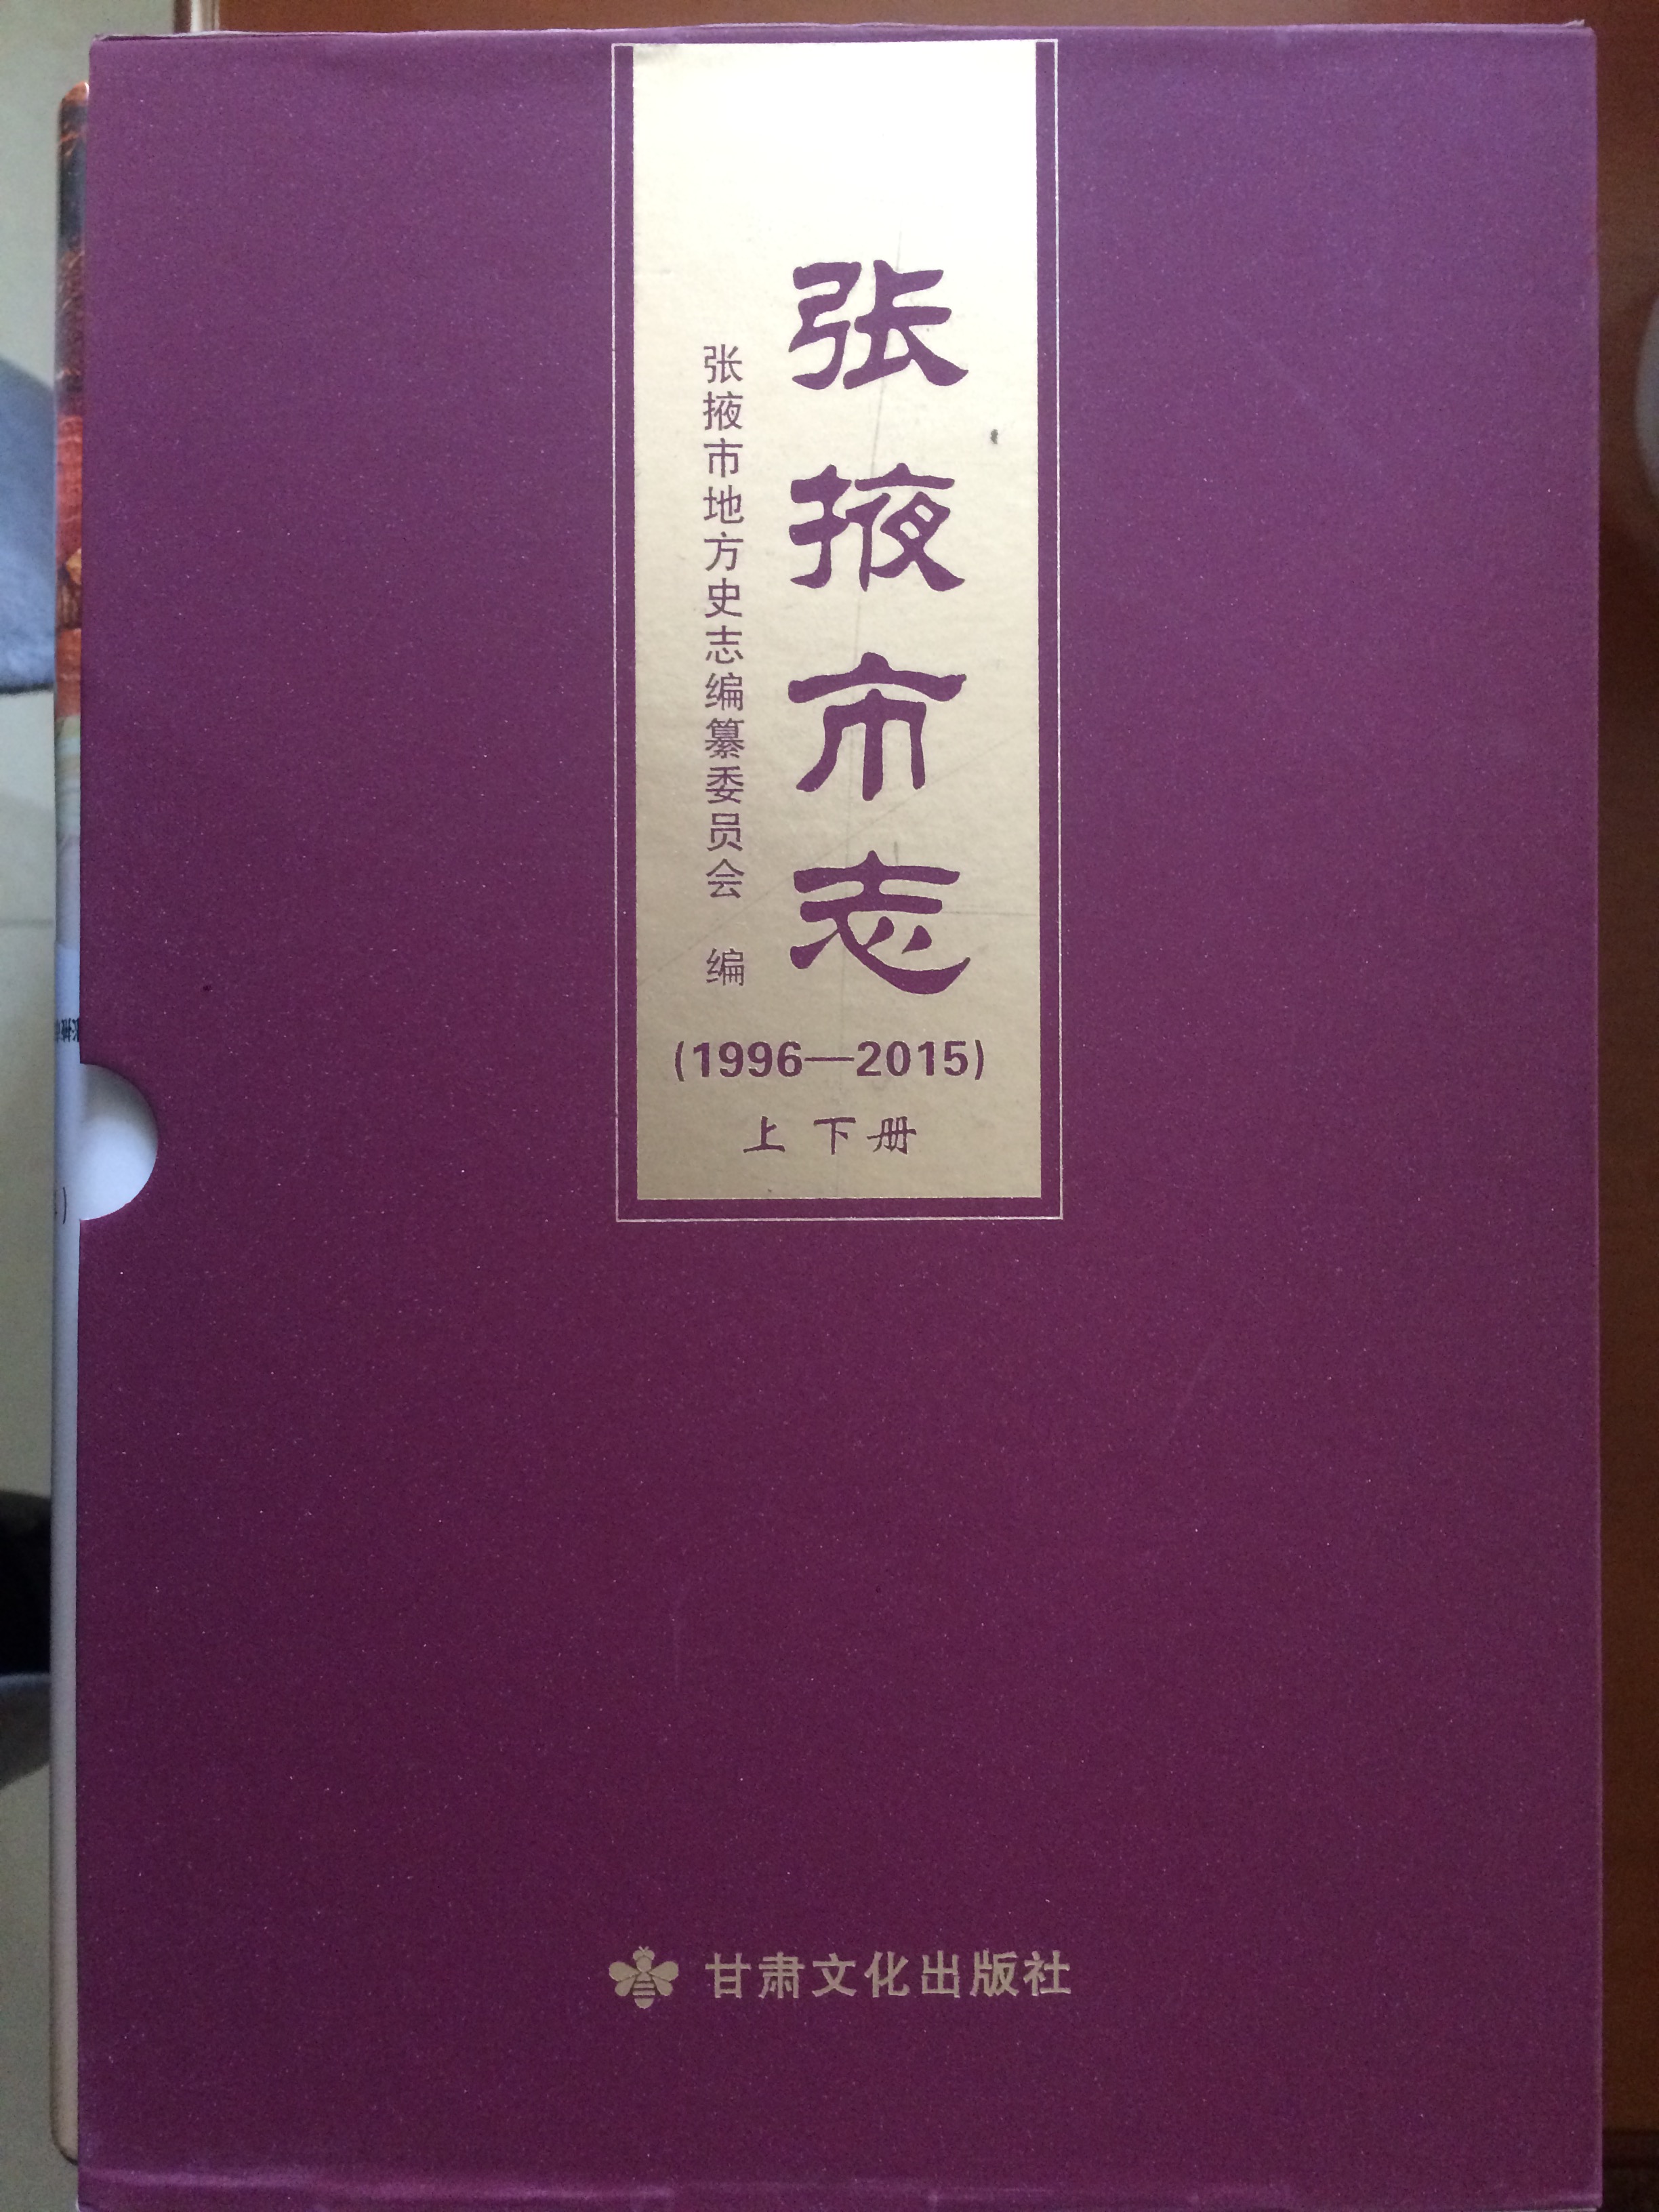 张掖市志
张掖市地方史志编纂委员会 编
(1996—2015)
上 下册
甘肃文化出版社